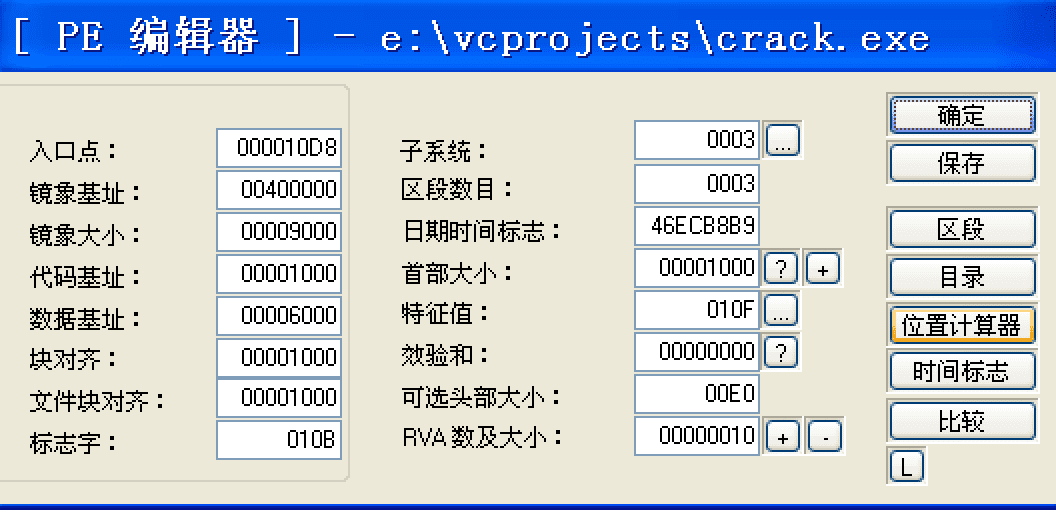 [ PE 编辑器 ] - e:\vcprojects\crack.exe
入口点： 000010D8
镜象基址： 00400000
镜象大小： 00009000
代码基址： 00001000
数据基址： 00006000
块对齐： 00001000
文件块对齐： 00001000
标志字： 010B
子系统： 0003 ...
区段数目： 0003
日期时间标志： 46ECB8B9
首部大小： 00001000 ? +
特征值： 010F ...
效验和： 00000000 ?
可选头部大小： 00E0
RVA 数及大小： 00000010 + -
确定
保存
区段
目录
位置计算器
时间标志
比较
L